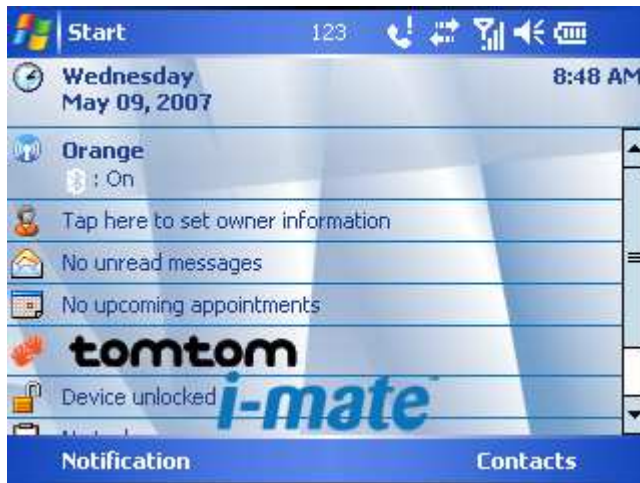 Start 123
Wednesday 8:48 AM
May 09, 2007
Orange
: On
Tap here to set owner information
No unread messages
No upcoming appointments
tomtom
Device unlocked
i-mate
Notification Contacts